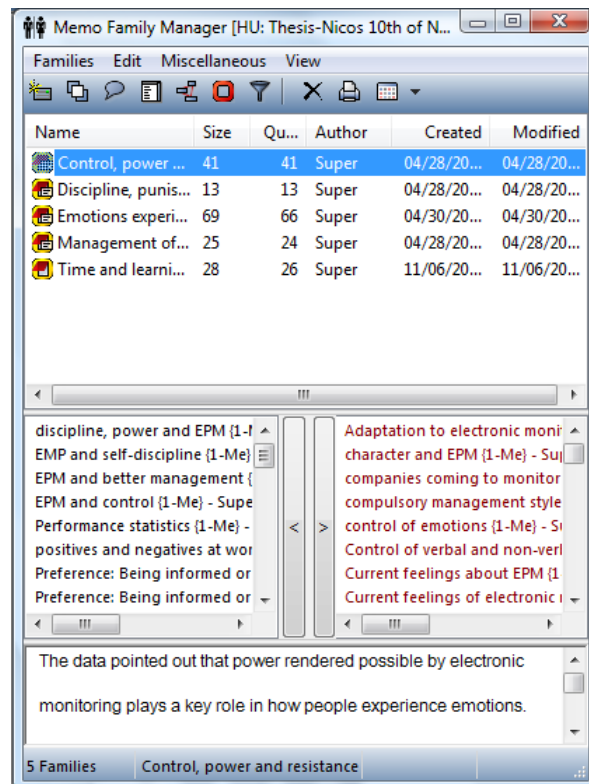 Memo Family Manager [HU: Thesis-Nicos 10th of N...
Families Edit Miscellaneous View
Name Size Qu... Author Created Modified
Control, power ... 41 41 Super 04/28/20... 04/28/20...
Discipline, punis... 13 13 Super 04/28/20... 04/28/20...
Emotions experi... 69 66 Super 04/30/20... 04/30/20...
Management of... 25 24 Super 04/28/20... 04/28/20...
Time and learni... 28 26 Super 11/06/20... 11/06/20...
discipline, power and EPM {1-M
EMP and self-discipline {1-Me}
EPM and better management {
EPM and control {1-Me} - Supe
Performance statistics {1-Me} -
positives and negatives at wor
Preference: Being informed or
Preference: Being informed or
< >
Adaptation to electronic monit
character and EPM {1-Me} - Su
companies coming to monitor
compulsory management style
control of emotions {1-Me} - S
Control of verbal and non-verl
Current feelings about EPM {1
Current feelings of electronic
The data pointed out that power rendered possible by electronic
monitoring plays a key role in how people experience emotions.
5 Families Control, power and resistance